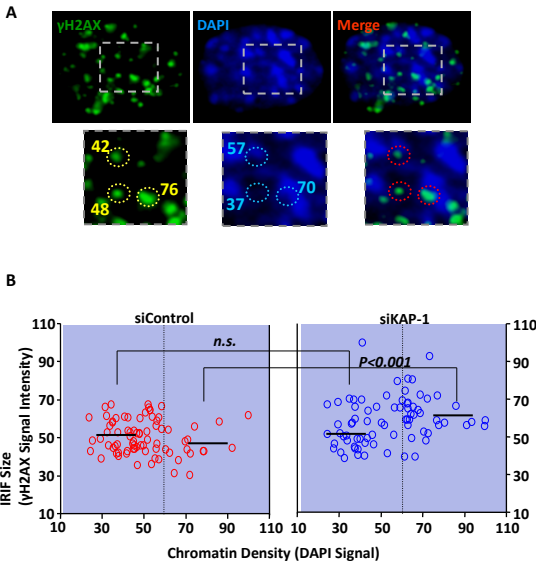 A
γH2AX DAPI Merge
42 57
76 70
48 37
B
siControl siKAP-1
110 110
n.s.
P<0.001
90 90
70 70
50 50
30 30
10 10
10 30 50 70 90 110 10 30 50 70 90 110
IRIF Size
(γH2AX Signal Intensity)
Chromatin Density (DAPI Signal)